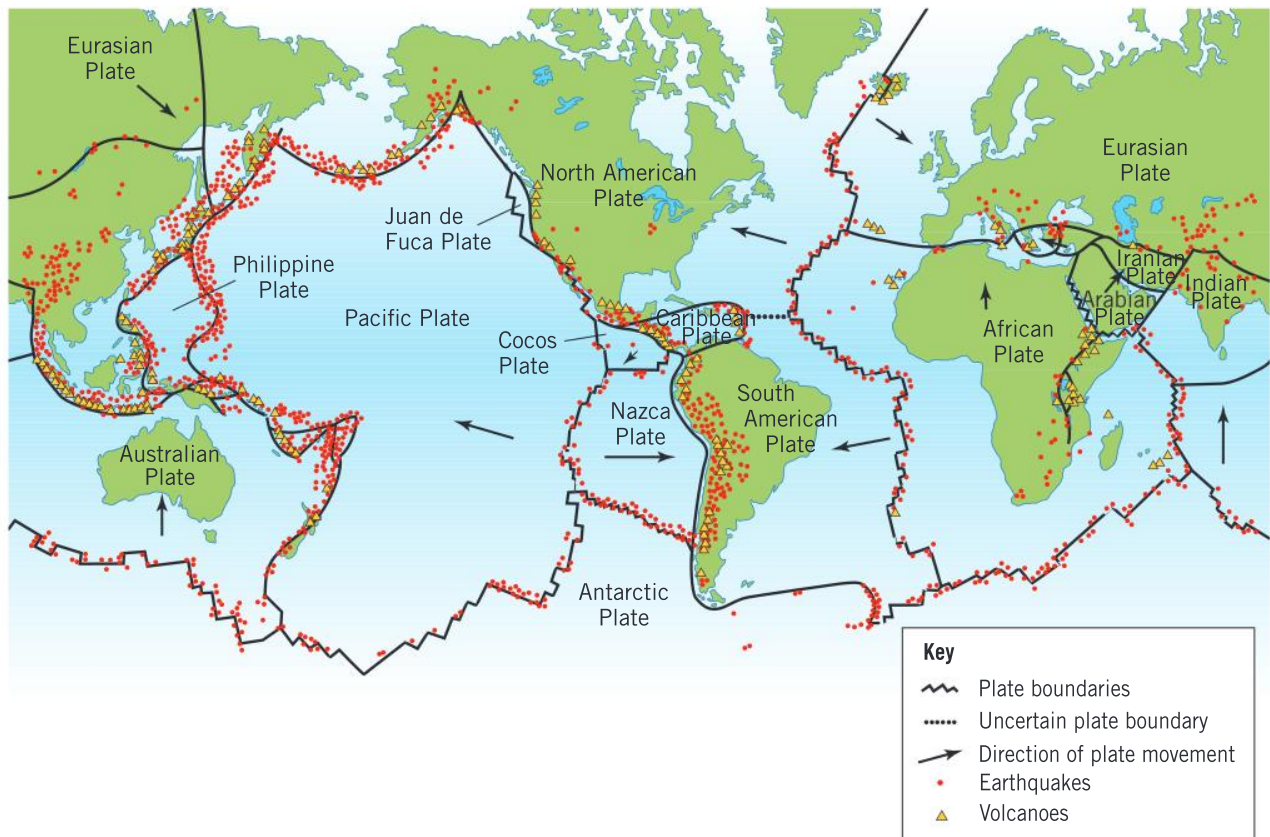 Eurasian
Plate
North American
Plate
Eurasian
Plate
Juan de
Fuca Plate
Philippine
Plate
Pacific Plate
Cocos
Plate
Caribbean
Plate
Iranian
Plate
Arabian
Plate
Indian
Plate
African
Plate
Nazca
Plate
South
American
Plate
Australian
Plate
Antarctic
Plate
Key
Plate boundaries
Uncertain plate boundary
Direction of plate movement
Earthquakes
Volcanoes